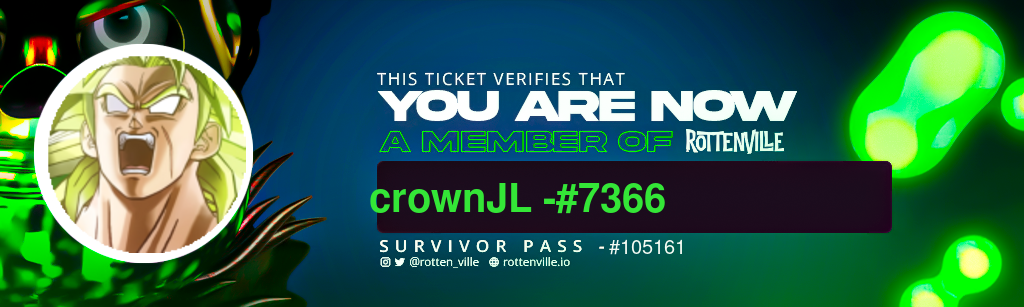 THIS TICKET VERIFIES THAT
YOU ARE NOW
A MEMBER OF ROTTENVILLE
crownJL -#7366
SURVIVOR PASS - #105161
@rotten_ville rottenville.io